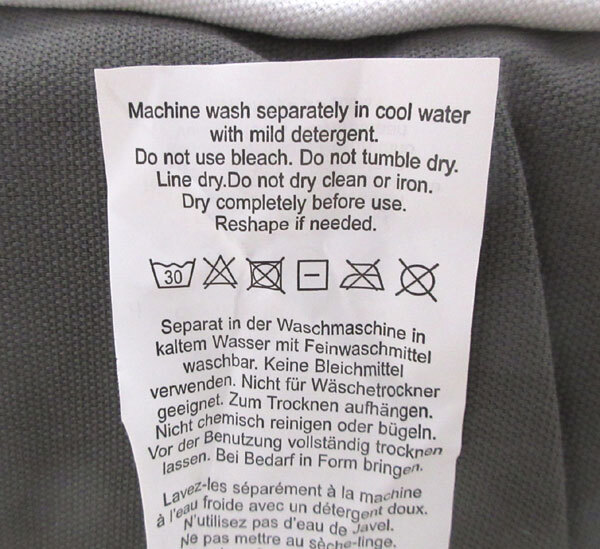 Machine wash separately in cool water
with mild detergent.
Do not use bleach. Do not tumble dry.
Line dry.Do not dry clean or iron.
Dry completely before use.
Reshape if needed.
30
Separat in der Waschmaschine in
kaltem Wasser mit Feinwaschmittel
waschbar. Keine Bleichmittel
verwenden. Nicht für Wäschetrockner
geeignet. Zum Trocknen aufhängen.
Nicht chemisch reinigen oder bügeln.
Vor der Benutzung vollständig trocknen
lassen. Bei Bedarf in Form bringen.
Lavez-les séparément à la machine
à l'eau froide avec un détergent doux.
N'utilisez pas d'eau de Javel.
Ne pas mettre au sèche-linge.